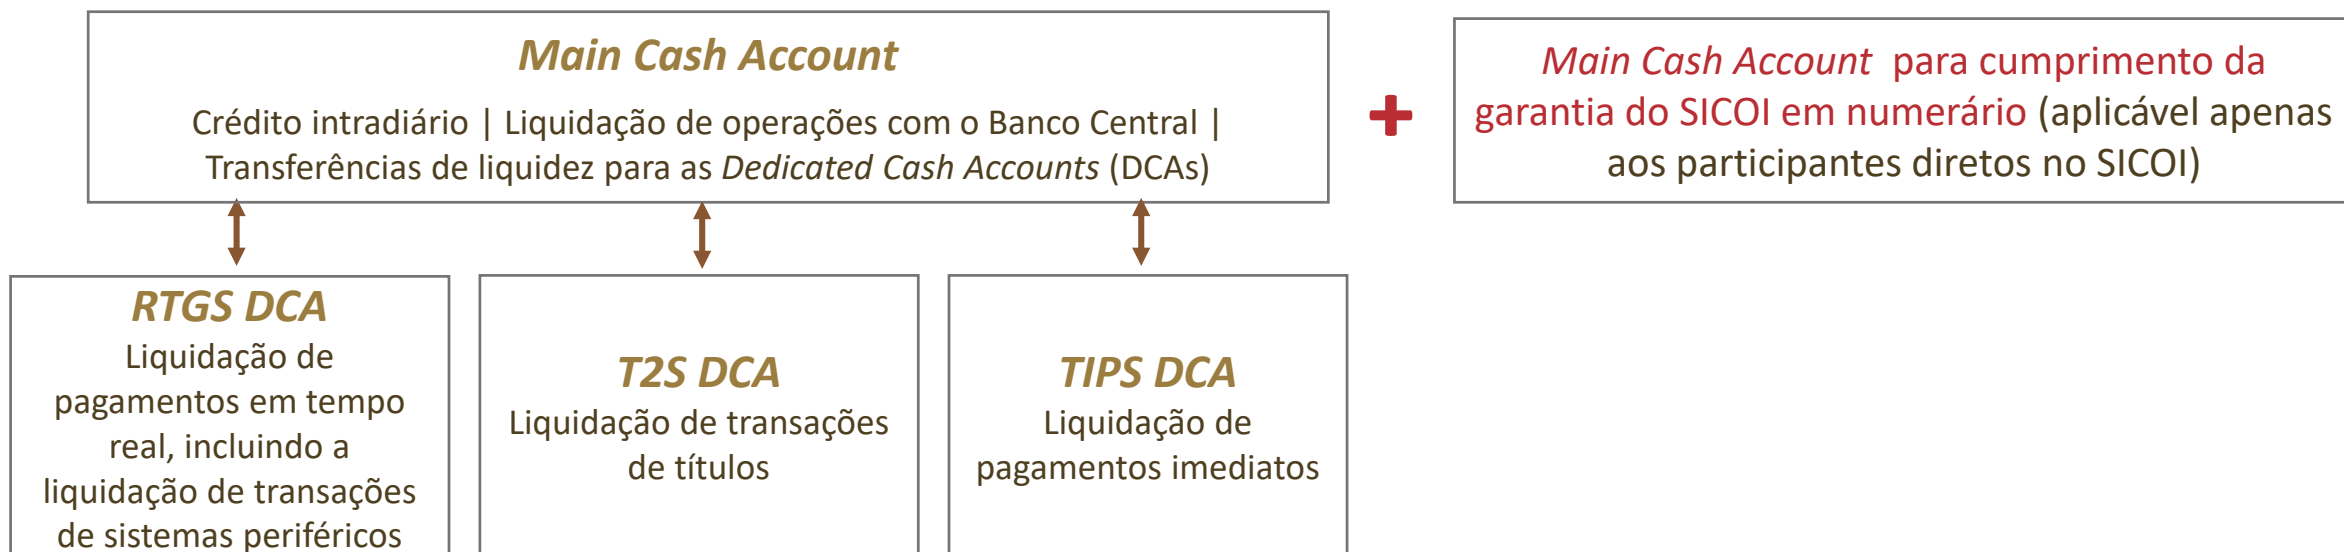 Main Cash Account
Crédito intradiário | Liquidação de operações com o Banco Central |
Transferências de liquidez para as Dedicated Cash Accounts (DCAs)
+
Main Cash Account para cumprimento da
garantia do SICOI em numerário (aplicável apenas
aos participantes diretos no SICOI)
RTGS DCA
Liquidação de
pagamentos em tempo
real, incluindo a
liquidação de transações
de sistemas periféricos
T2S DCA
Liquidação de transações
de títulos
TIPS DCA
Liquidação de
pagamentos imediatos